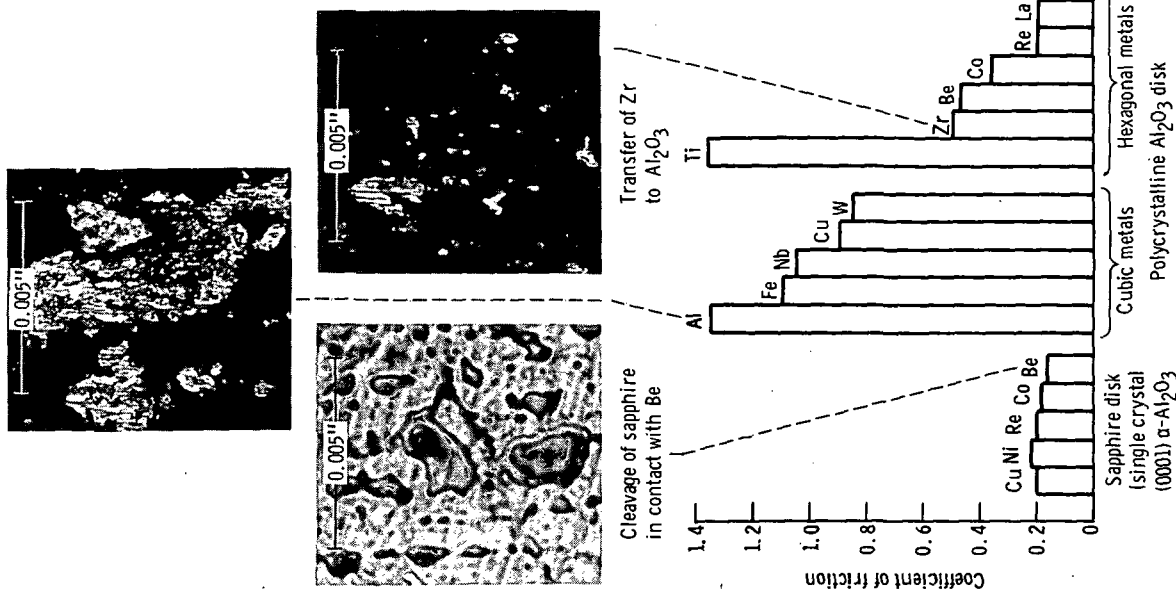 0.005"
0.005"
0.005"
Cleavage of sapphire
in contact with Be
Transfer of Zr
to Al₂O₃
Coefficient of friction
1.4
1.2
1.0
0.8
0.6
0.4
0.2
0
Cu
Ni
Re
Co
Be
Al
Fe
Nb
Cu
W
Ti
Zr
Be
Co
Re
La
Sapphire disk
(single crystal
(0001) α-Al₂O₃
Cubic metals
Hexagonal metals
Polycrystalline Al₂O₃ disk